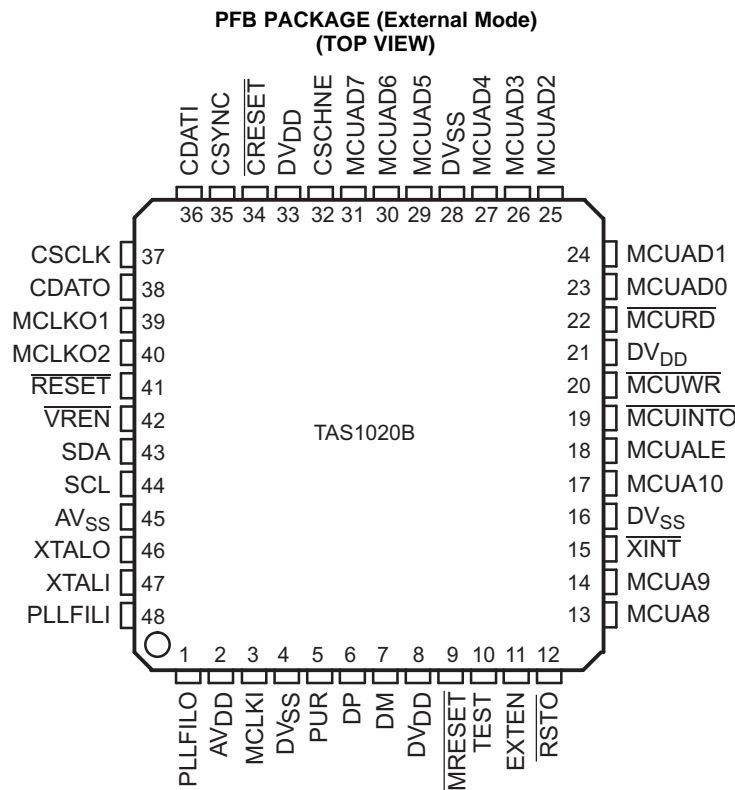 PFB PACKAGE (External Mode)
(TOP VIEW)
CDATI
CSYNC
CRESET
DVDD
CSCHNE
MCUAD7
MCUAD6
MCUAD5
DVSS
MCUAD4
MCUAD3
MCUAD2
36 35 34 33 32 31 30 29 28 27 26 25
CSCLK 37
CDATO 38
MCLKO1 39
MCLKO2 40
RESET 41
VREN 42
SDA 43
SCL 44
AVSS 45
XTALO 46
XTALI 47
PLLFILI 48
TAS1020B
24 MCUAD1
23 MCUAD0
22 MCURD
21 DVDD
20 MCUWR
19 MCUINTO
18 MCUALE
17 MCUA10
16 DVSS
15 XINT
14 MCUA9
13 MCUA8
1 2 3 4 5 6 7 8 9 10 11 12
PLLFILO
AVDD
MCLKI
DVSS
PUR
DP
DM
DVDD
MRESET
TEST
EXTEN
RSTO